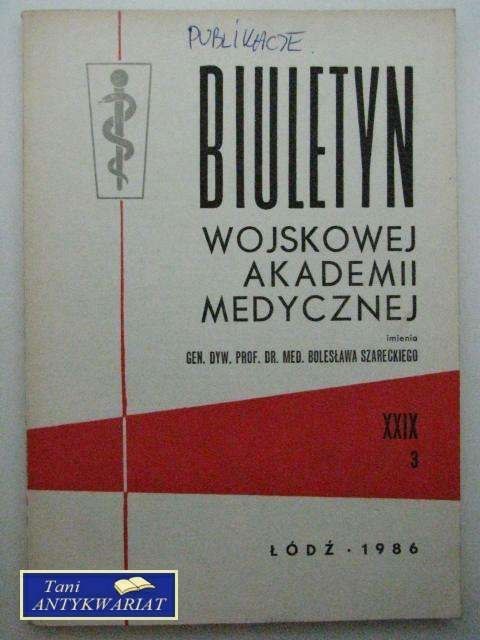 PUBLIKACJE
BIULETYN
WOJSKOWEJ
AKADEMII
MEDYCZNEJ
imienia
GEN. DYW. PROF. DR. MED. BOLESŁAWA SZARECKIEGO
XXIX
3
ŁÓDŹ · 1986
Tani
ANTYKWARIAT